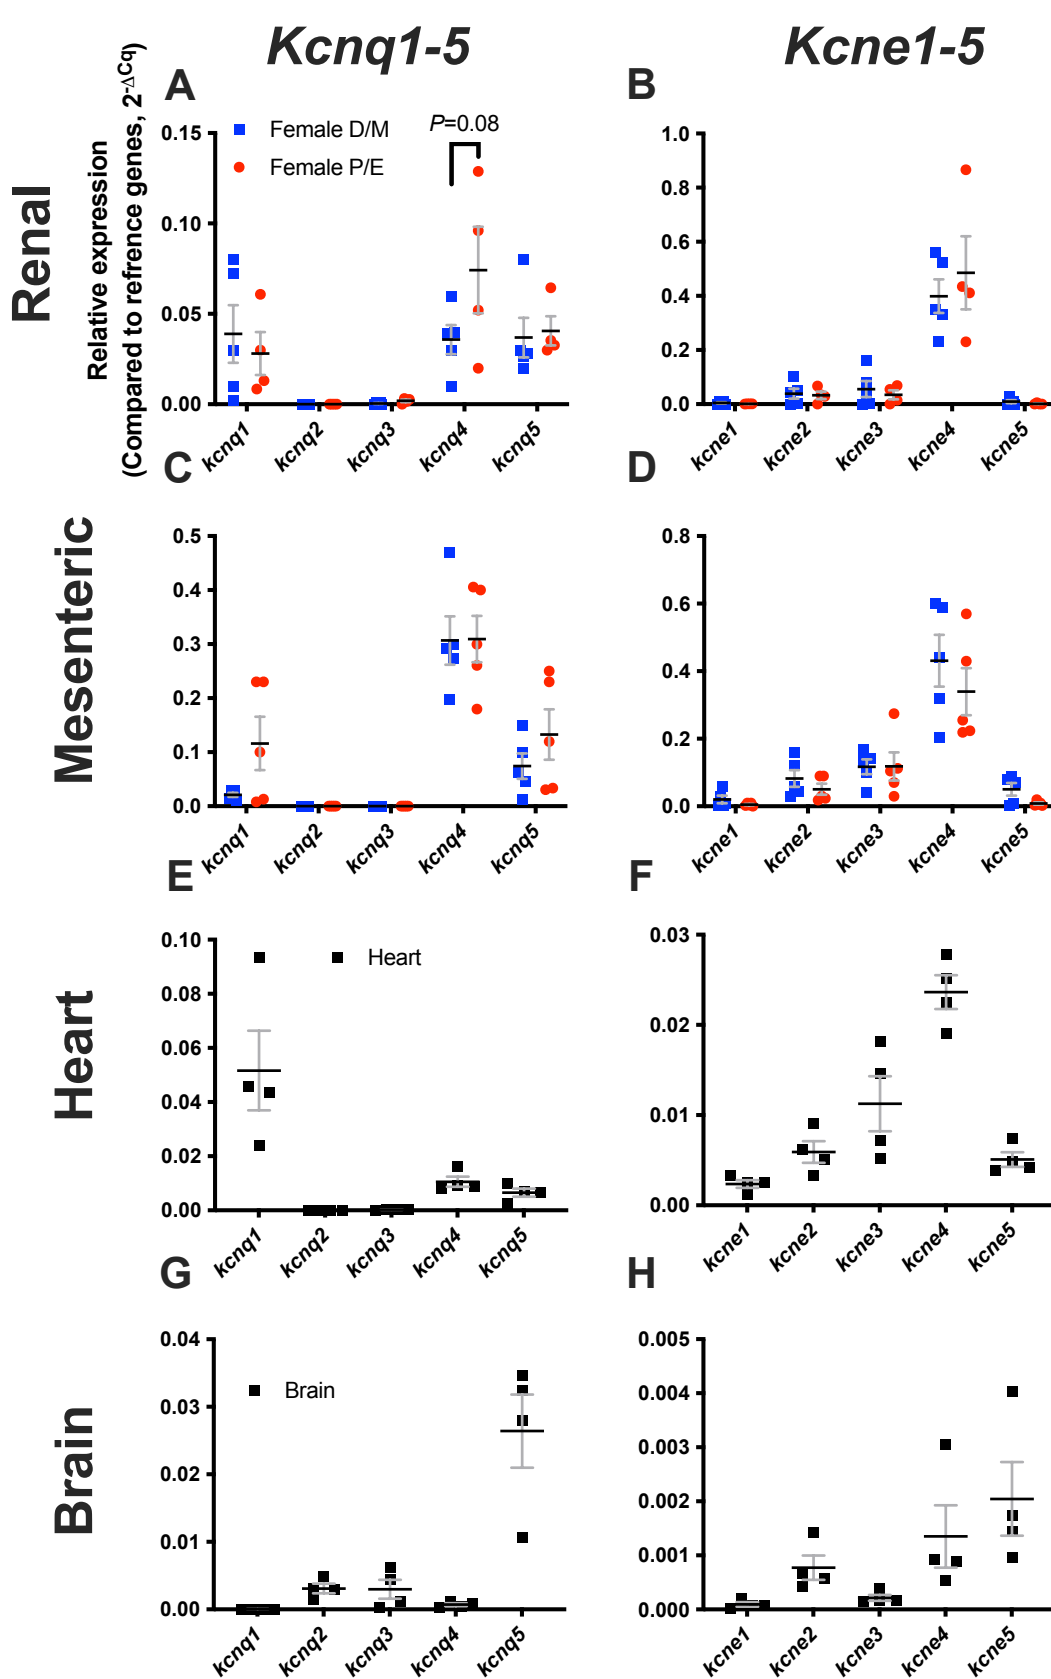 Kcnq1-5
Kcne1-5
Renal
Relative expression
(Compared to refrence genes, 2-ΔCq)
A
Female D/M
Female P/E
P=0.08
0.15
0.10
0.05
0.00
kcnq1
kcnq2
kcnq3
kcnq4
kcnq5
B
1.0
0.8
0.6
0.4
0.2
0.0
kcne1
kcne2
kcne3
kcne4
kcne5
Mesenteric
C
0.5
0.4
0.3
0.2
0.1
0.0
kcnq1
kcnq2
kcnq3
kcnq4
kcnq5
D
0.8
0.6
0.4
0.2
0.0
kcne1
kcne2
kcne3
kcne4
kcne5
Heart
E
Heart
0.10
0.08
0.06
0.04
0.02
0.00
kcnq1
kcnq2
kcnq3
kcnq4
kcnq5
F
0.03
0.02
0.01
0.00
kcne1
kcne2
kcne3
kcne4
kcne5
Brain
G
Brain
0.04
0.03
0.02
0.01
0.00
kcnq1
kcnq2
kcnq3
kcnq4
kcnq5
H
0.005
0.004
0.003
0.002
0.001
0.000
kcne1
kcne2
kcne3
kcne4
kcne5